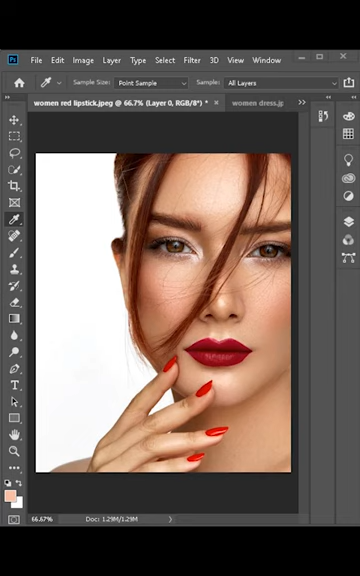 Ps File Edit Image Layer Type Select Filter 3D View Window
Sample Size: Point Sample Sample: All Layers
women red lipstick.jpeg @ 66.7% (Layer 0, RGB/8*) * × women dress.jp
T
66.67% Doc: 1.29M/1.29M